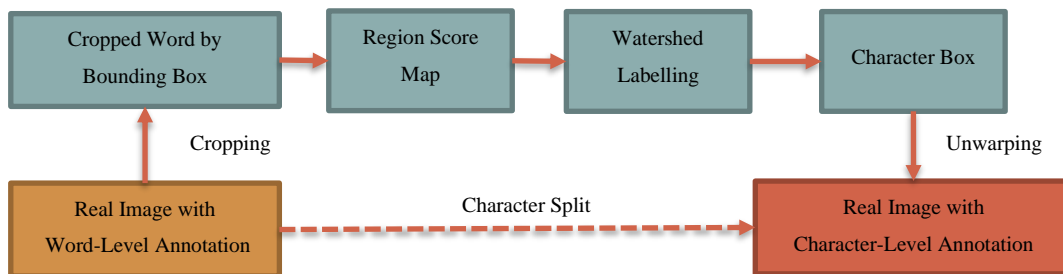 Cropped Word by
Bounding Box
Region Score
Map
Watershed
Labelling
Character Box
Cropping
Unwarping
Real Image with
Word-Level Annotation
Character Split
Real Image with
Character-Level Annotation